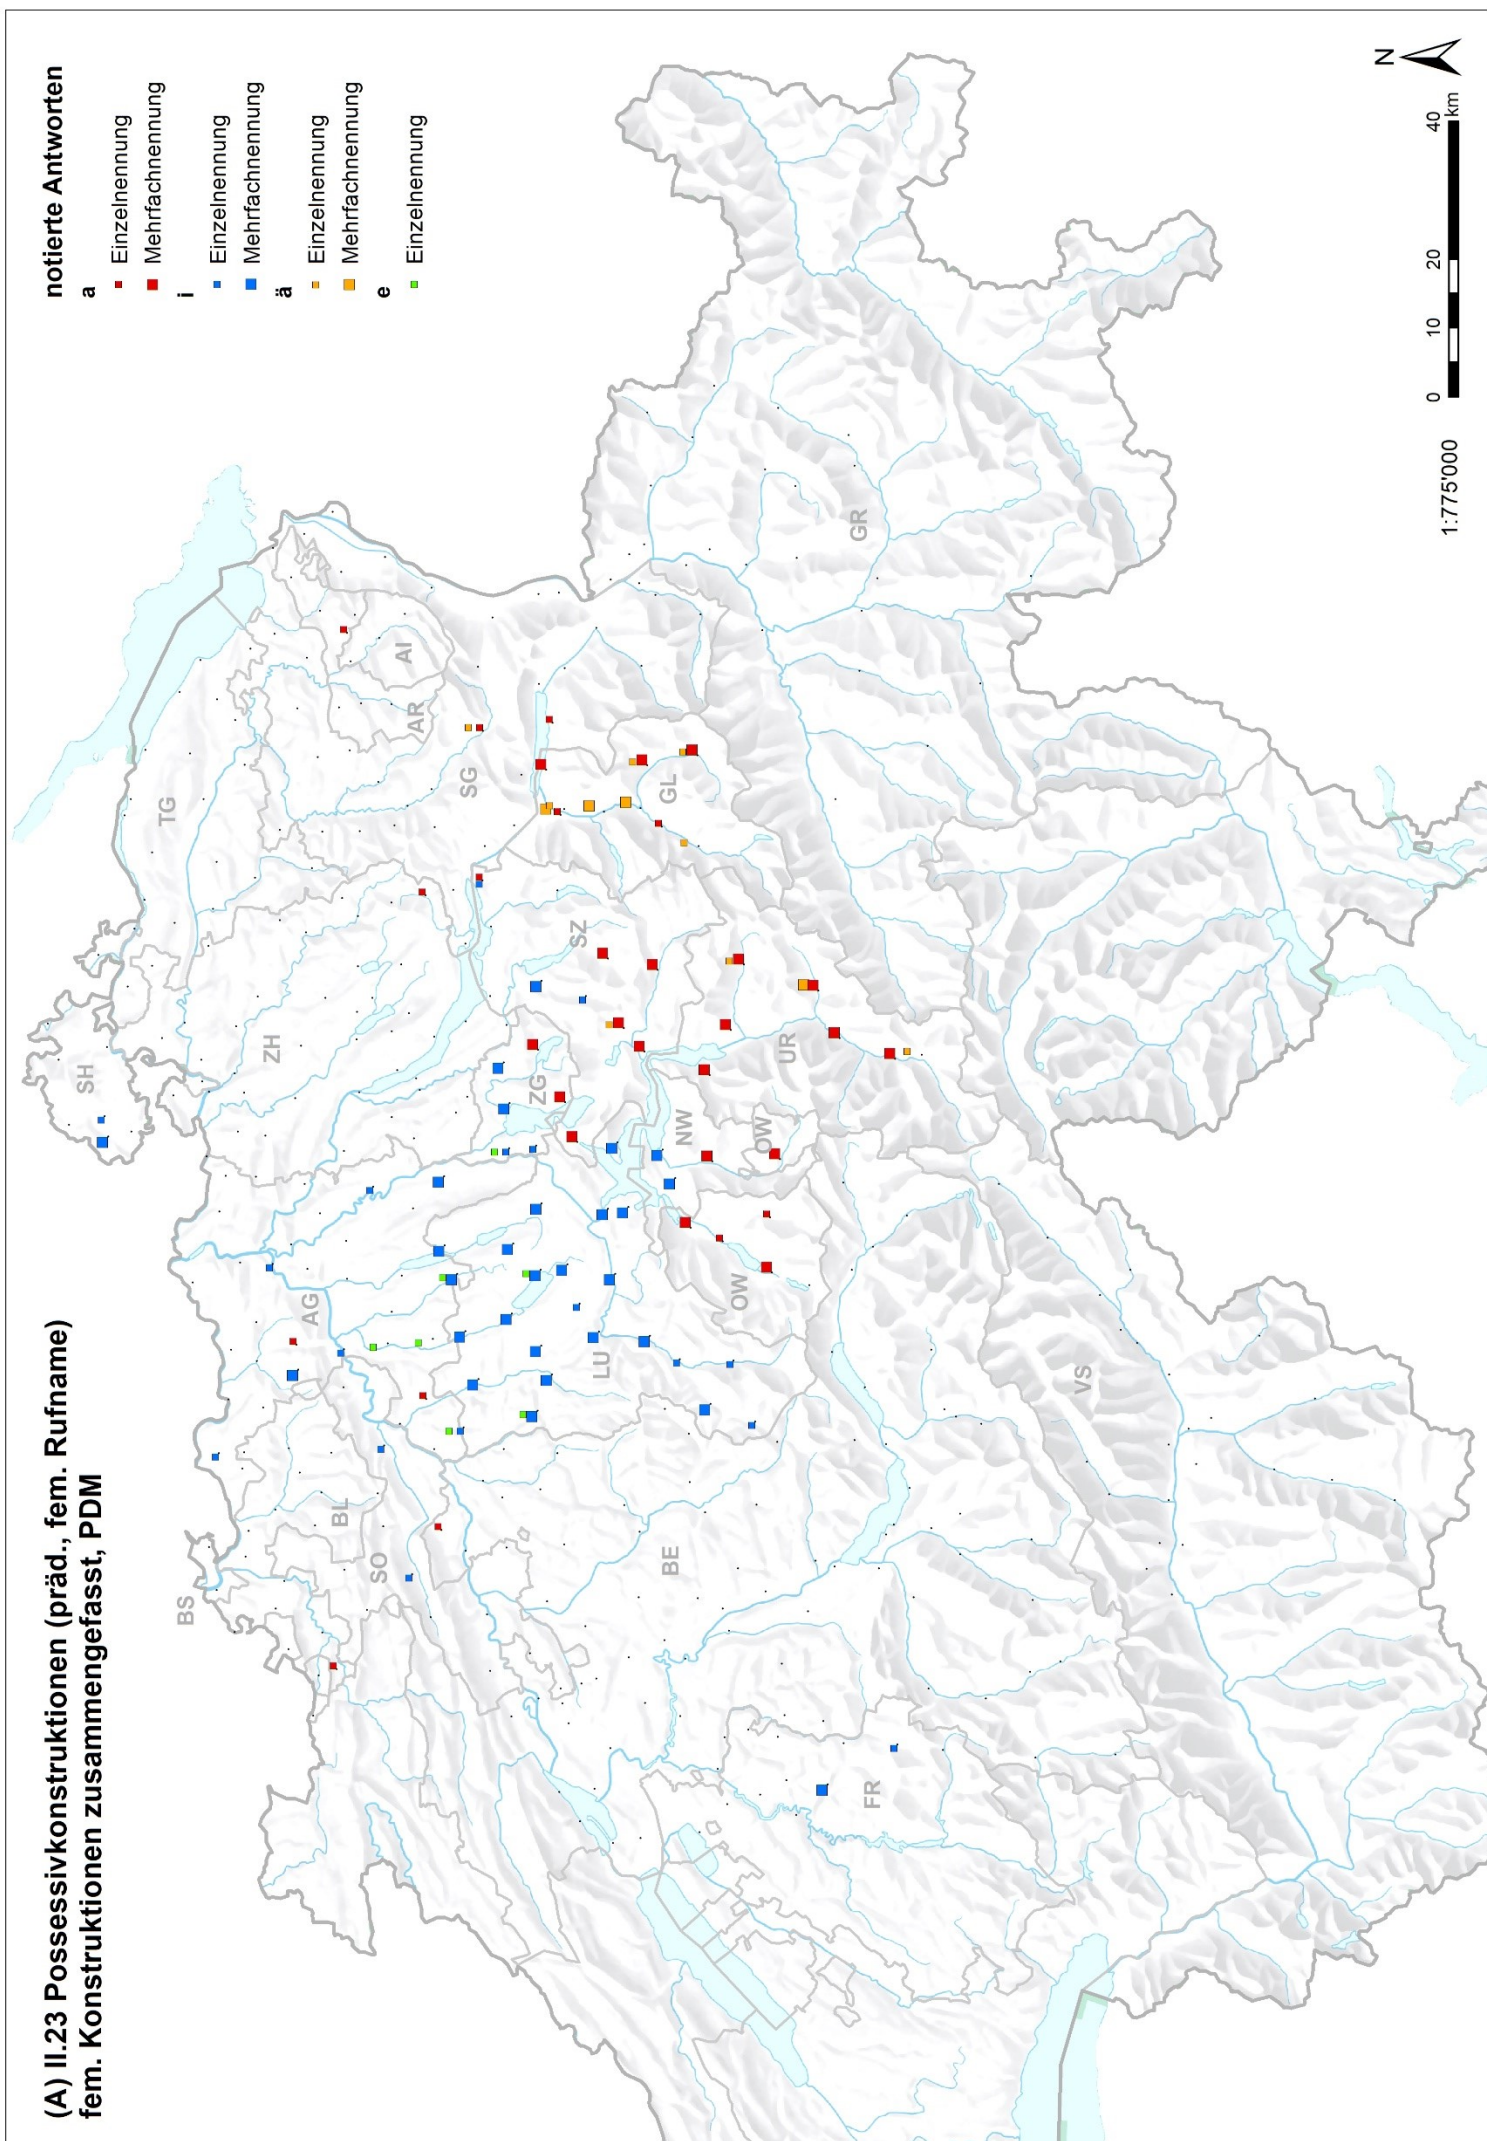 (A) II.23 Possessivkonstruktionen (präd., fem. Rufname)
fem. Konstruktionen zusammengefasst, PDM
notierte Antworten
a
Einzelnennung
Mehrfachnennung
i
Einzelnennung
Mehrfachnennung
ä
Einzelnennung
Mehrfachnennung
e
Einzelnennung
SH
BS
TG
BL
AG
ZH
SO
AR
AI
SG
ZG
SZ
LU
GL
BE
NW
OW
OW
UR
GR
FR
VS
N
1:775'000
0 10 20 40
km